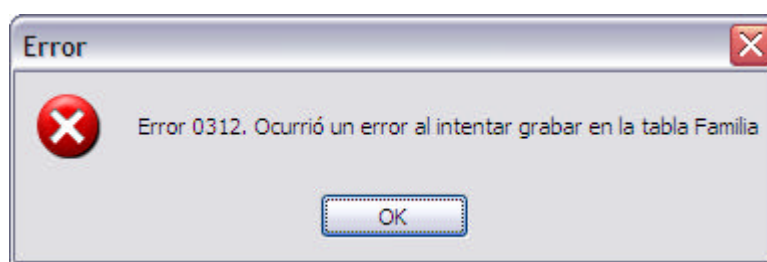 Error
Error 0312. Ocurrió un error al intentar grabar en la tabla Familia
OK